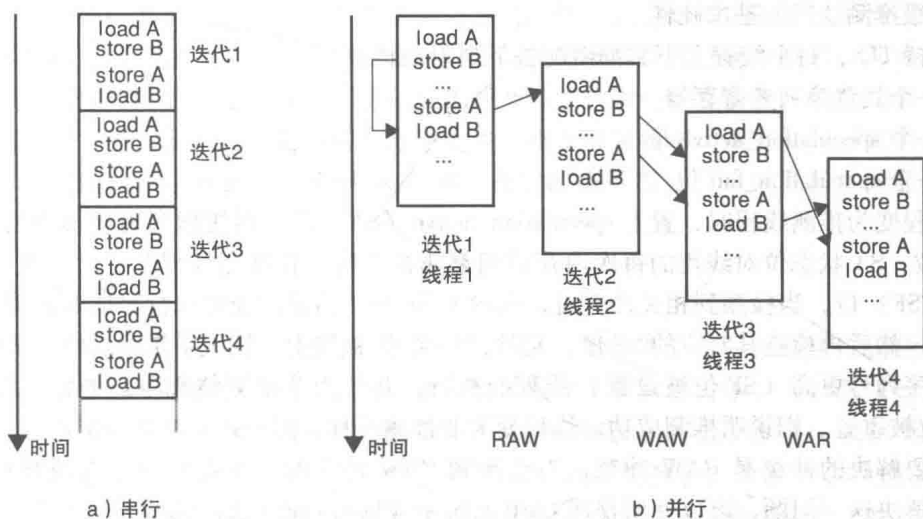 load A
store B
store A
load B
迭代1
load A
store B
store A
load B
迭代2
load A
store B
store A
load B
迭代3
load A
store B
store A
load B
迭代4
时间
a）串行
load A
store B
...
store A
load B
...
迭代1
线程1
load A
store B
...
store A
load B
...
迭代2
线程2
load A
store B
...
store A
load B
...
迭代3
线程3
load A
store B
...
store A
load B
...
迭代4
线程4
时间
RAW
WAW
WAR
b）并行